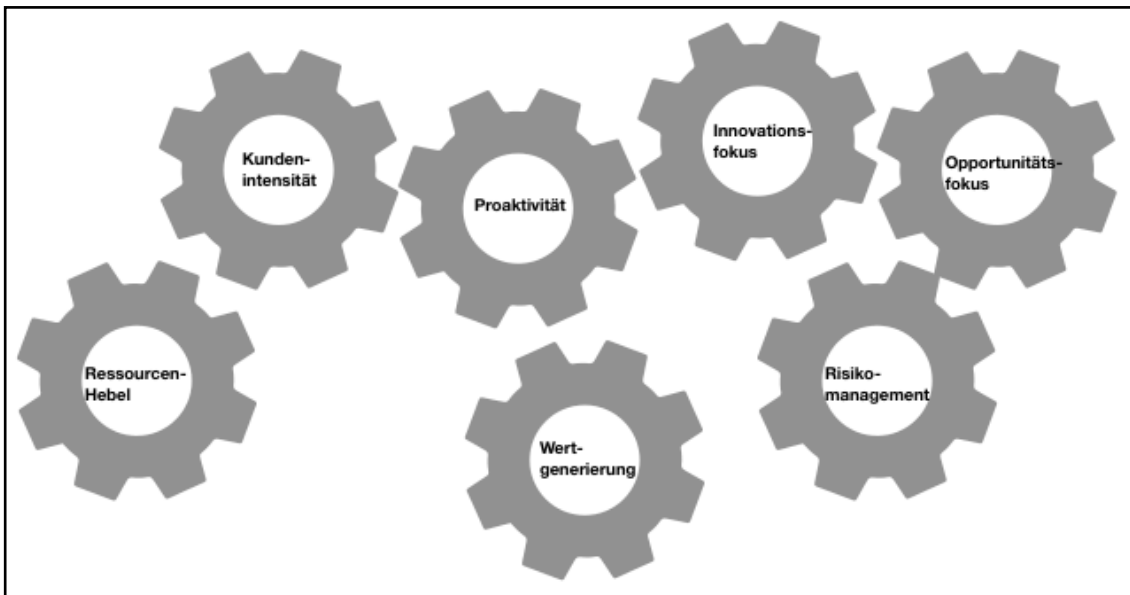 Kunden-
intensität
Proaktivität
Innovations-
fokus
Opportunitäts-
fokus
Ressourcen-
Hebel
Wert-
generierung
Risiko-
management